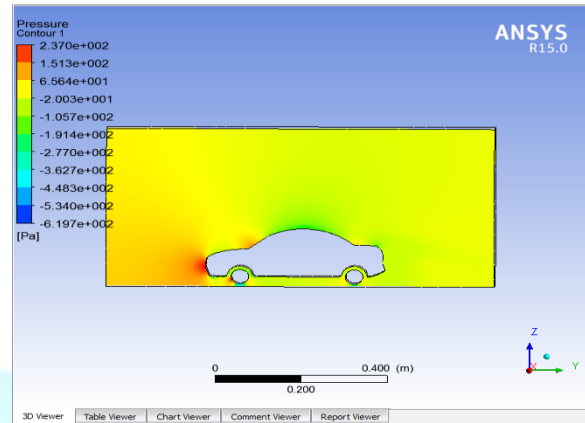 Pressure
Contour 1
2.370e+002
1.513e+002
6.564e+001
-2.003e+001
-1.057e+002
-1.914e+002
-2.770e+002
-3.627e+002
-4.483e+002
-5.340e+002
-6.197e+002
[Pa]
ANSYS
R15.0
0 0.400 (m)
0.200
Z
X
Y
3D Viewer Table Viewer Chart Viewer Comment Viewer Report Viewer